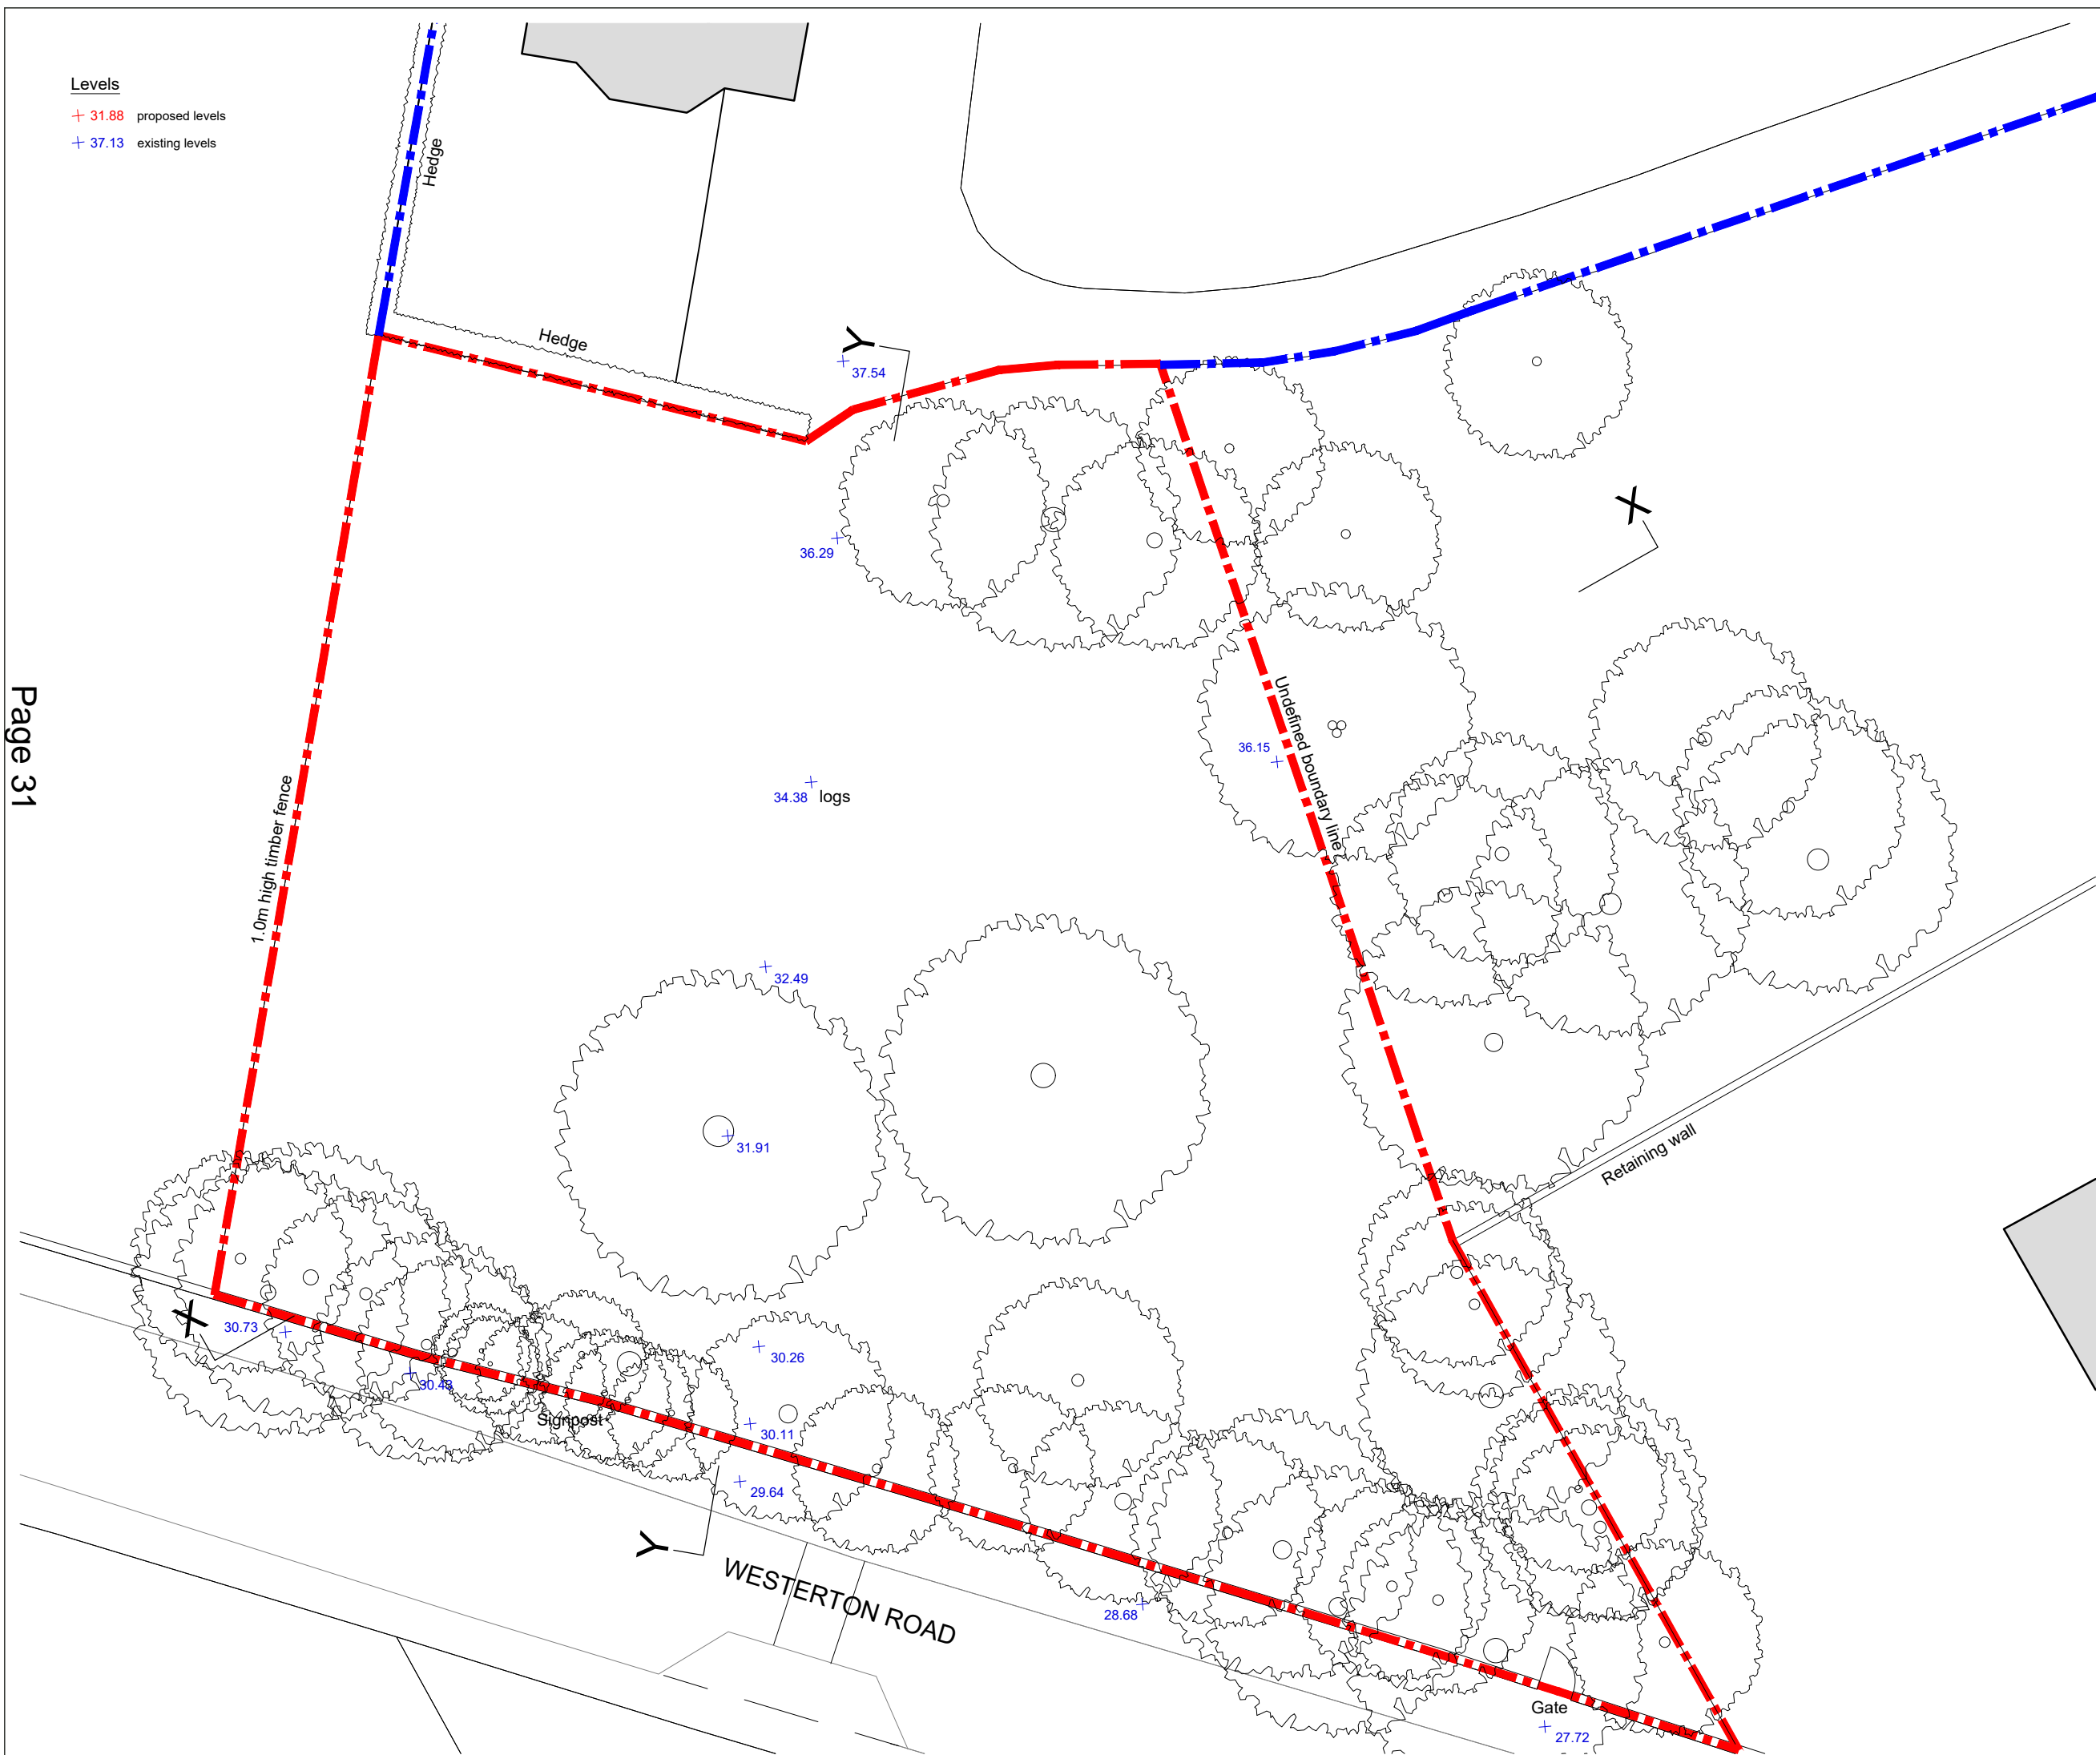 Levels
31.88 proposed levels
37.13 existing levels
Hedge
Hedge
Y
37.54
X
36.29
Undefined boundary line
36.15
Page 31
34.38 logs
1.0m high timber fence
32.49
31.91
Retaining wall
X
30.73
30.26
30.43
Signpost
30.11
29.64
Y
WESTERTON ROAD
28.68
Gate
27.72